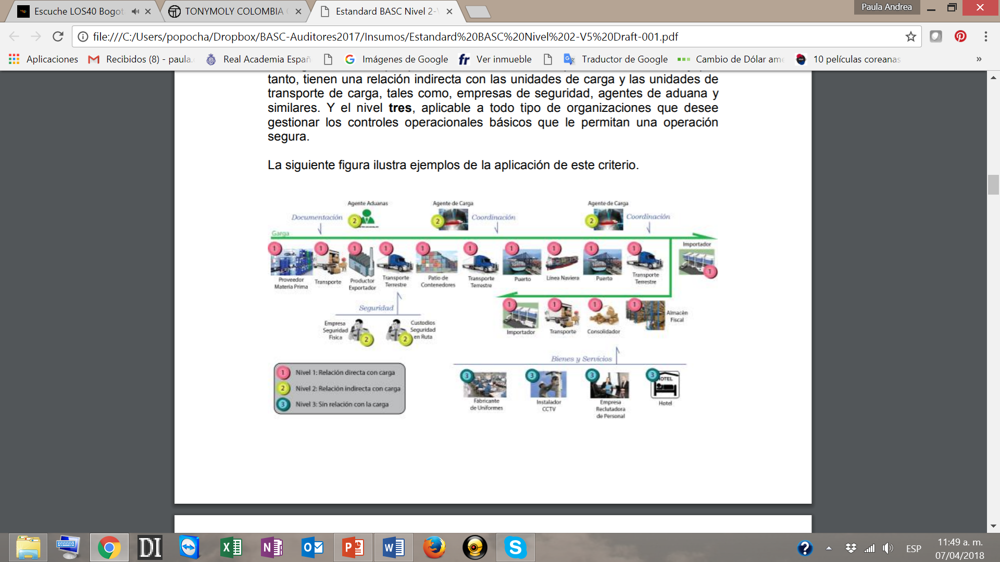 Escuche LOS40 Bogot
TONYMOLY COLOMBIA
Estandard BASC Nivel 2-
Paula Andrea
file:///C:/Users/popocha/Dropbox/BASC-Auditores2017/Insumos/Estandard%20BASC%20Nivel%202-V5%20Draft-001.pdf
Aplicaciones
Recibidos (8) - paula.
Real Academia Españ
Imágenes de Google
fr Ver inmueble
Traductor de Google
Cambio de Dólar ame
10 películas coreanas
»
tanto, tienen una relación indirecta con las unidades de carga y las unidades de
transporte de carga, tales como, empresas de seguridad, agentes de aduana y
similares. Y el nivel tres, aplicable a todo tipo de organizaciones que desee
gestionar los controles operacionales básicos que le permitan una operación
segura.
La siguiente figura ilustra ejemplos de la aplicación de este criterio.
Agente Aduanas
Agente de Carga
Agente de Carga
Documentación
2
2
Coordinación
2
Coordinación
Garga
1
1
1
1
1
1
1
1
1
1
Importador
1
Proveedor
Materia Prima
Transporte
Productor
Exportador
Transporte
Terrestre
Patio de
Contenedores
Transporte
Terrestre
Puerto
Línea Naviera
Puerto
Transporte
Terrestre
Seguridad
1
1
1
1
Almacén
Fiscal
Importador
Transporte
Consolidador
Empresa
Seguridad
Física
2
2
Custodios
Seguridad
en Ruta
Bienes y Servicios
1 Nivel 1: Relación directa con carga
2 Nivel 2: Relación indirecta con carga
3 Nivel 3: Sin relación con la carga
3
3
3
3
HOTEL
Fabricante
de Uniformes
Instalador
CCTV
Empresa
Reclutadora
de Personal
Hotel
DI
ESP
11:49 a. m.
07/04/2018